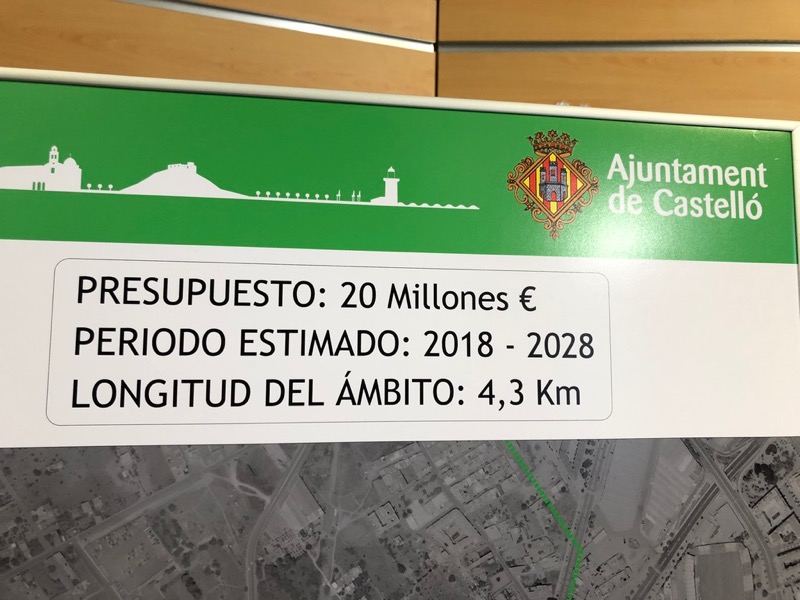 Ajuntament
de Castelló
PRESUPUESTO: 20 Millones €
PERIODO ESTIMADO: 2018 - 2028
LONGITUD DEL ÁMBITO: 4,3 Km